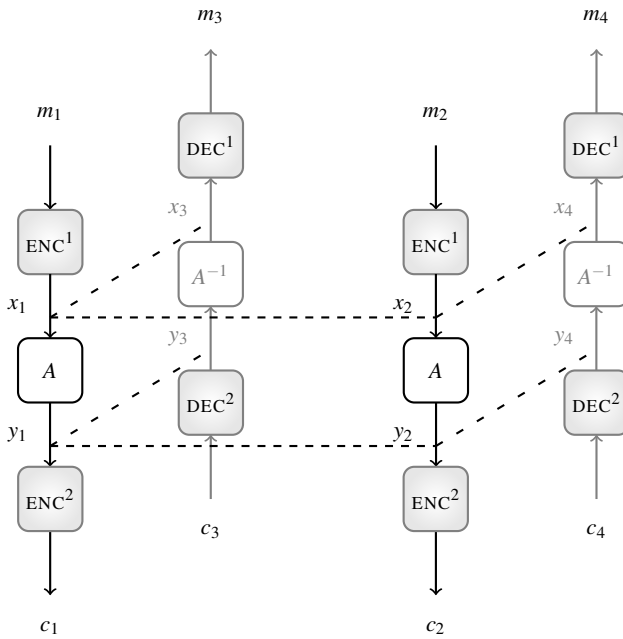 m₃ m₄
m₁ m₂
DEC¹ DEC¹
x₃ x₄
ENC¹ ENC¹
A⁻¹ A⁻¹
x₁ x₂
y₃ y₄
A A
DEC² DEC²
y₁ y₂
ENC² ENC²
c₃ c₄
c₁ c₂